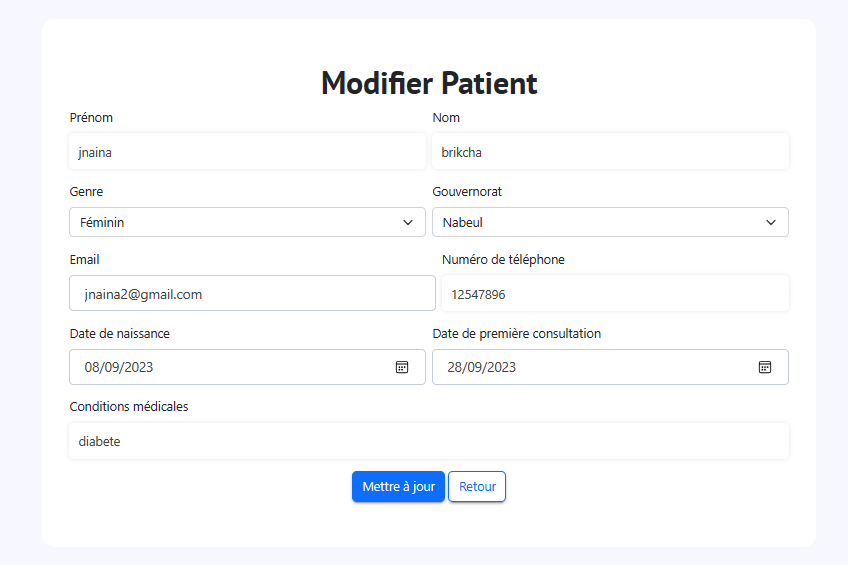 Modifier Patient
Prénom Nom
jnaina brikcha
Genre Gouvernorat
Féminin Nabeul
Email Numéro de téléphone
jnaina2@gmail.com 12547896
Date de naissance Date de première consultation
08/09/2023 28/09/2023
Conditions médicales
diabete
Mettre à jour Retour